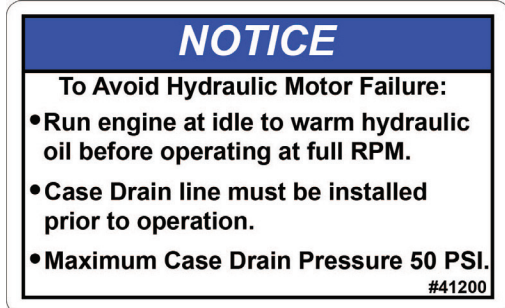 NOTICE
To Avoid Hydraulic Motor Failure:
•Run engine at idle to warm hydraulic
oil before operating at full RPM.
•Case Drain line must be installed
prior to operation.
•Maximum Case Drain Pressure 50 PSI.
#41200